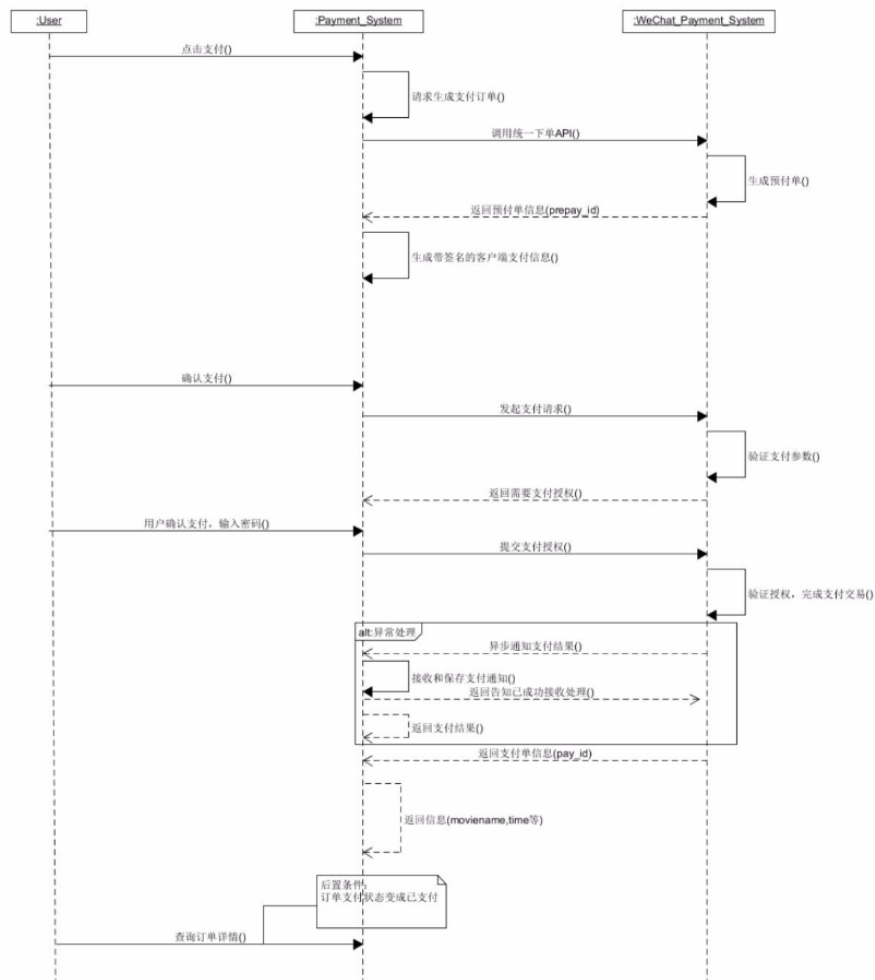 :User
:Payment_System
:WeChat_Payment_System
点击支付()
请求生成支付订单()
调用统一下单API()
生成预付单()
返回预付单信息(prepay_id)
生成带签名的客户端支付信息()
确认支付()
发起支付请求()
验证支付参数()
返回需要支付授权()
用户确认支付，输入密码()
提交支付授权()
验证授权，完成支付交易()
alt:异常处理
异步通知支付结果()
接收和保存支付通知()
返回告知已成功接收处理()
返回支付结果()
返回支付单信息(pay_id)
返回信息(moviename,time等)
后置条件：
订单支付状态变成已支付
查询订单详情()